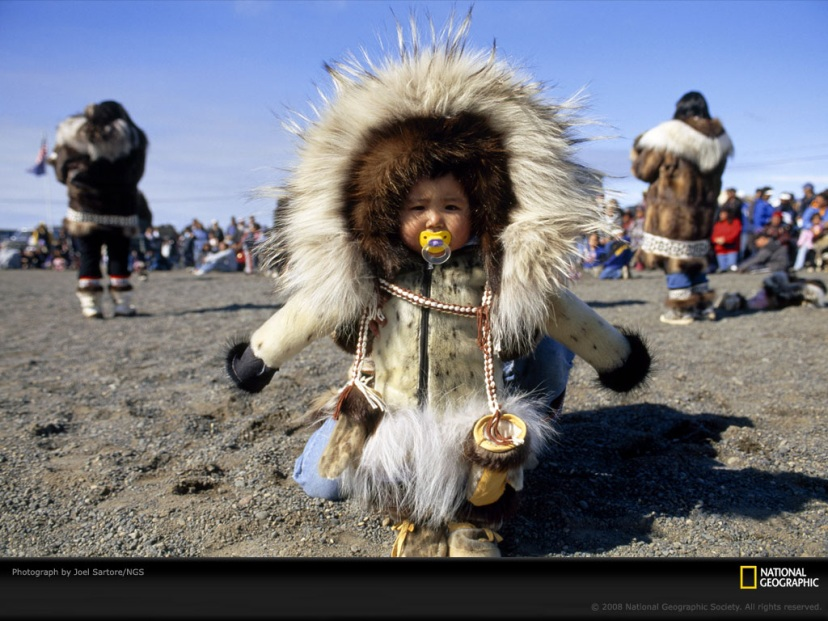 Photograph by Joel Sartore/NGS
NATIONAL
GEOGRAPHIC
© 2008 National Geographic Society. All rights reserved.